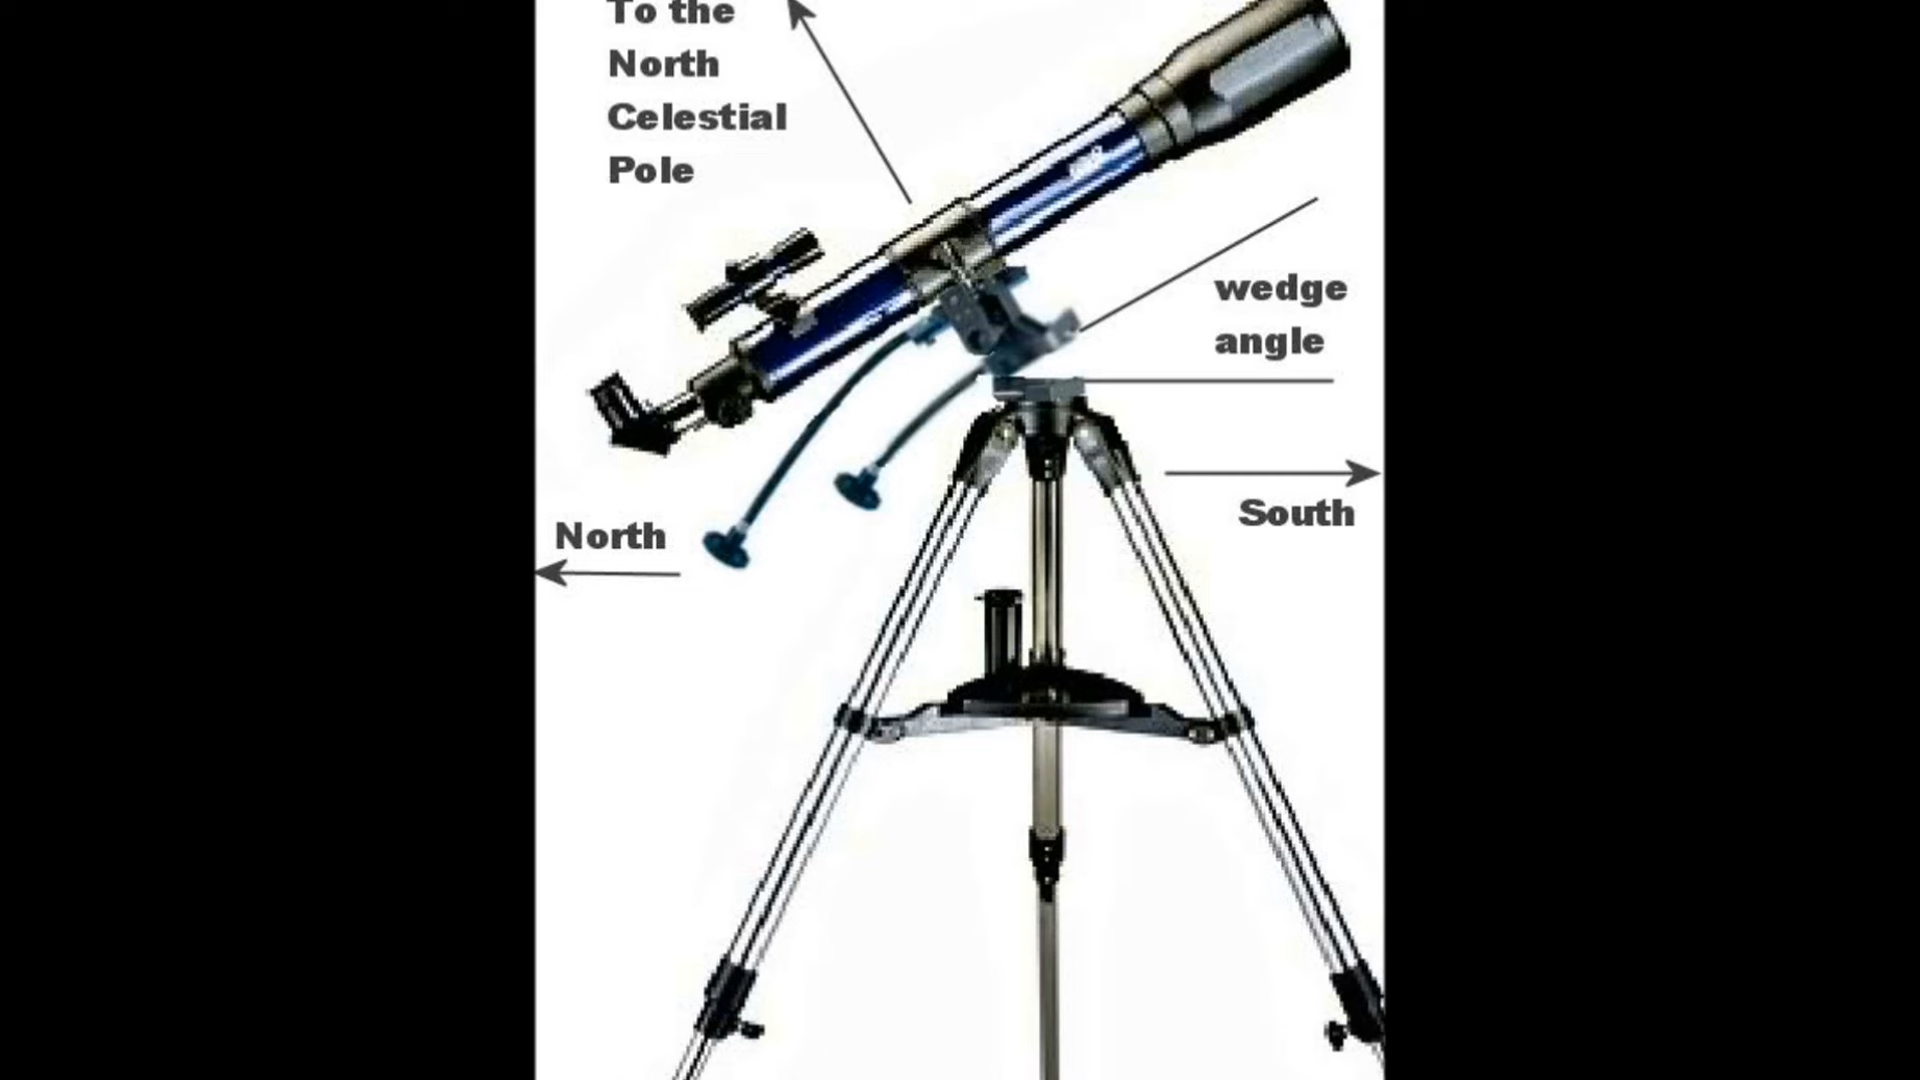 To the
North
Celestial
Pole
wedge
angle
South
North